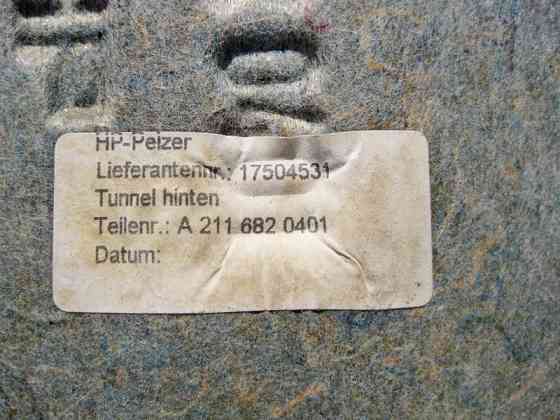 HP-Pelzer
Lieferantennr.: 17504531
Tunnel hinten
Teilenr.: A 211 682 0401
Datum: